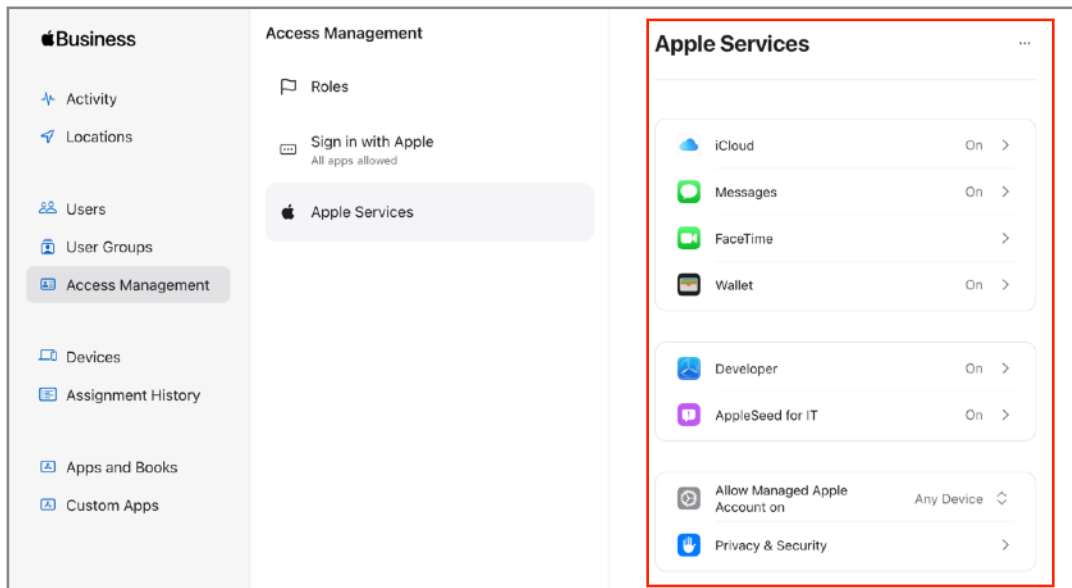 Business
Activity
Locations
Users
User Groups
Access Management
Devices
Assignment History
Apps and Books
Custom Apps
Access Management
Roles
Sign in with Apple
All apps allowed
Apple Services
Apple Services
...
iCloud On
Messages On
FaceTime
Wallet On
Developer On
AppleSeed for IT On
Allow Managed Apple
Account on
Any Device
Privacy & Security